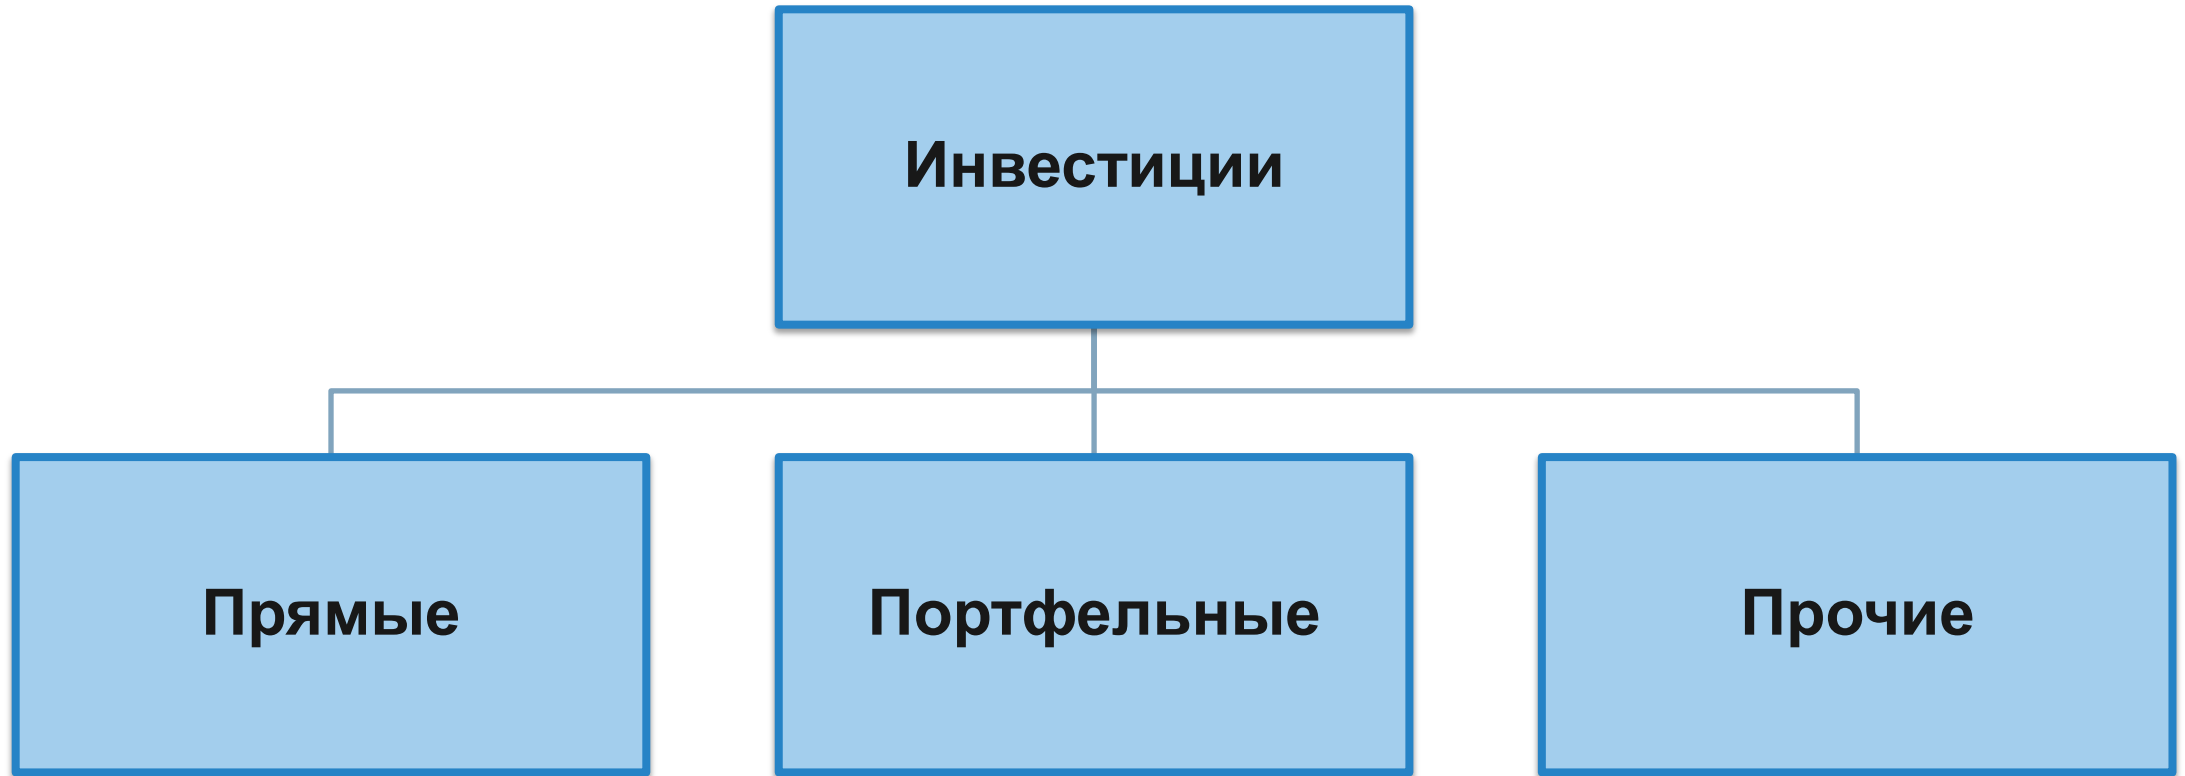 Инвестиции
Прямые
Портфельные
Прочие